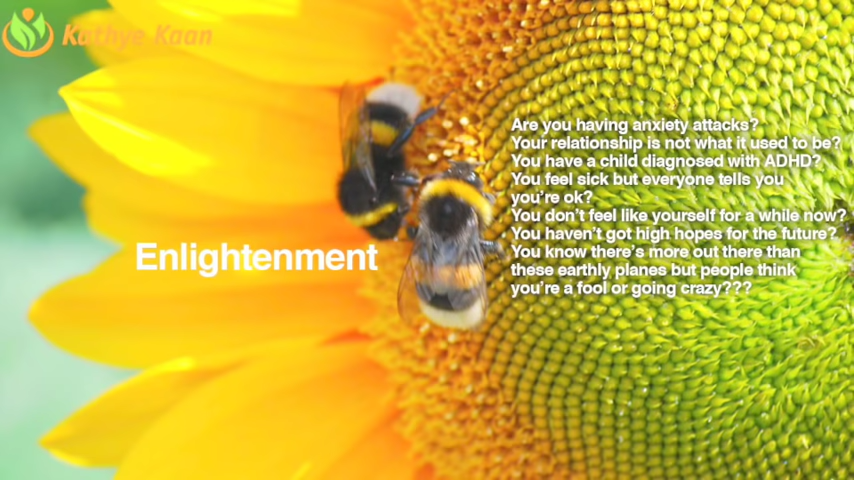 Kathye Kaan
Enlightenment
Are you having anxiety attacks?
Your relationship is not what it used to be?
You have a child diagnosed with ADHD?
You feel sick but everyone tells you
you're ok?
You don't feel like yourself for a while now?
You haven't got high hopes for the future?
You know there's more out there than
these earthly planes but people think
you're a fool or going crazy???